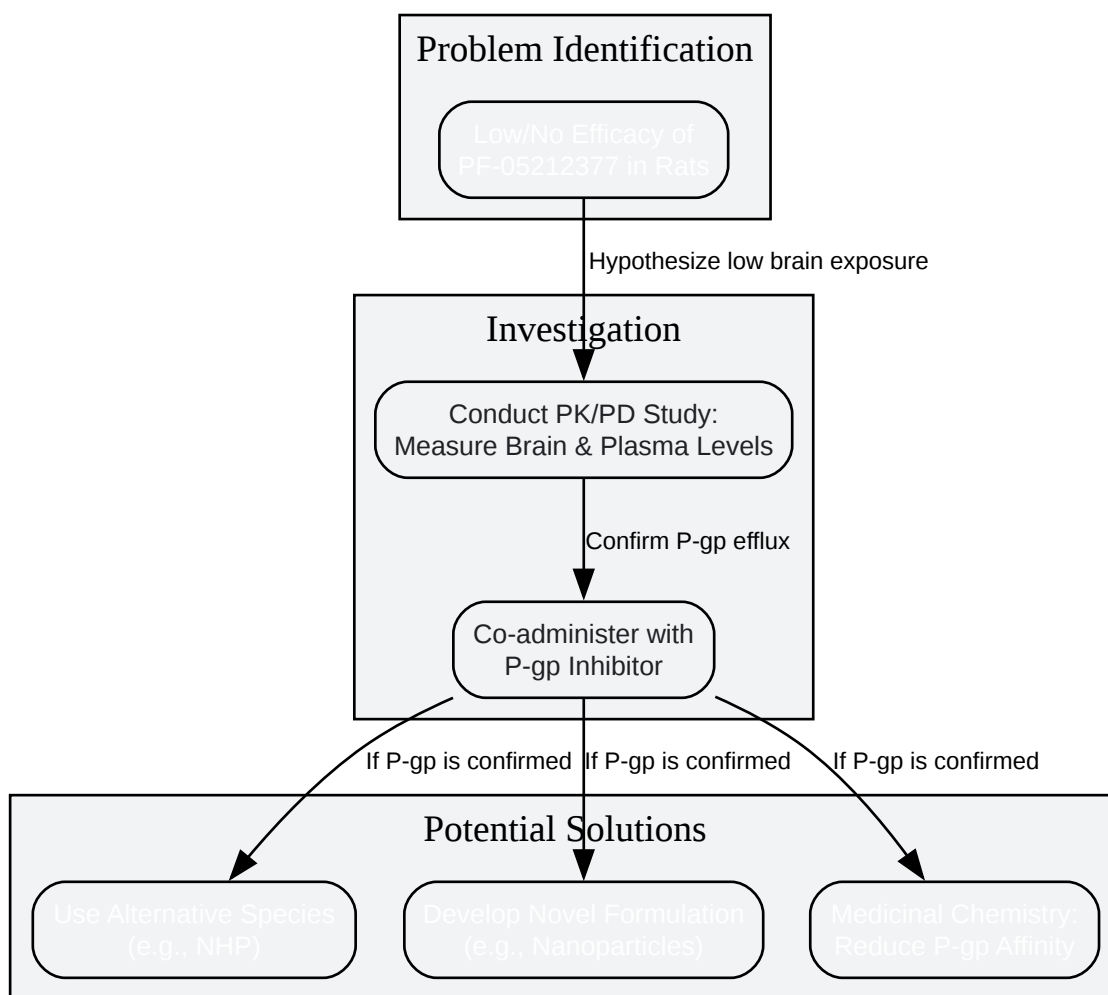 Problem Identification
Low/No Efficacy of
PF-05212377 in Rats
Hypothesize low brain exposure
Investigation
Conduct PK/PD Study:
Measure Brain & Plasma Levels
Confirm P-gp efflux
Co-administer with
P-gp Inhibitor
If P-gp is confirmed
If P-gp is confirmed
If P-gp is confirmed
Potential Solutions
Use Alternative Species
(e.g., NHP)
Develop Novel Formulation
(e.g., Nanoparticles)
Medicinal Chemistry:
Reduce P-gp Affinity